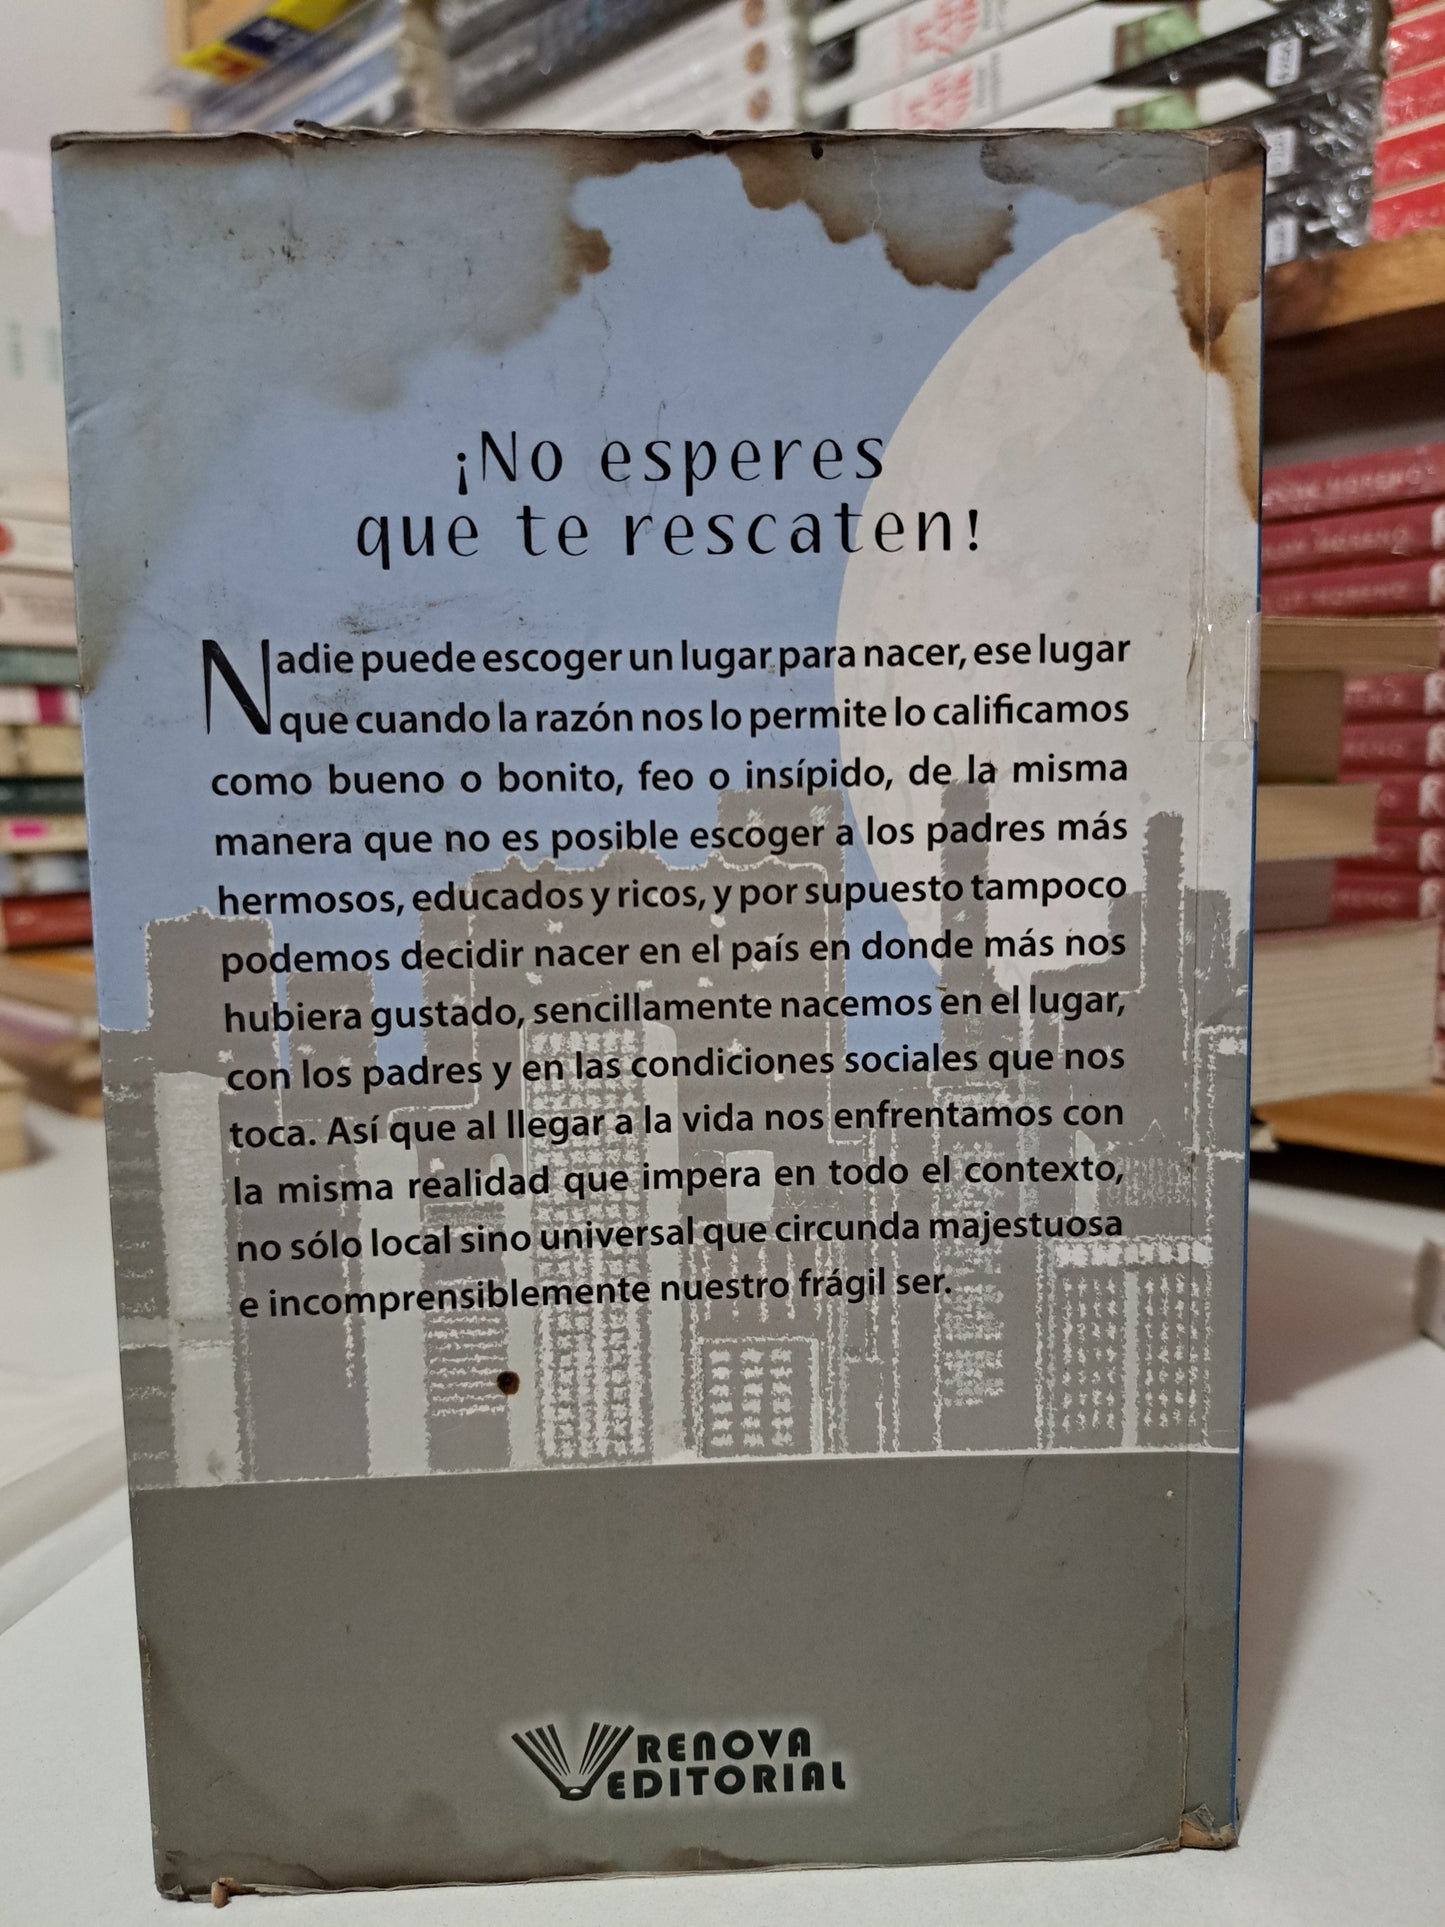 ¡No esperes
que te rescaten!
Nadie puede escoger un lugar para nacer, ese lugar
que cuando la razón nos lo permite lo calificamos
como bueno o bonito, feo o insípido, de la misma
manera que no es posible escoger a los padres más
hermosos, educados y ricos, y por supuesto tampoco
podemos decidir nacer en el país en donde más nos
hubiera gustado, sencillamente nacemos en el lugar,
con los padres y en las condiciones sociales que nos
toca. Así que al llegar a la vida nos enfrentamos con
la misma realidad que impera en todo el contexto,
no sólo local sino universal que circunda majestuosa
e incomprensiblemente nuestro frágil ser.
RENOVA
EDITORIAL